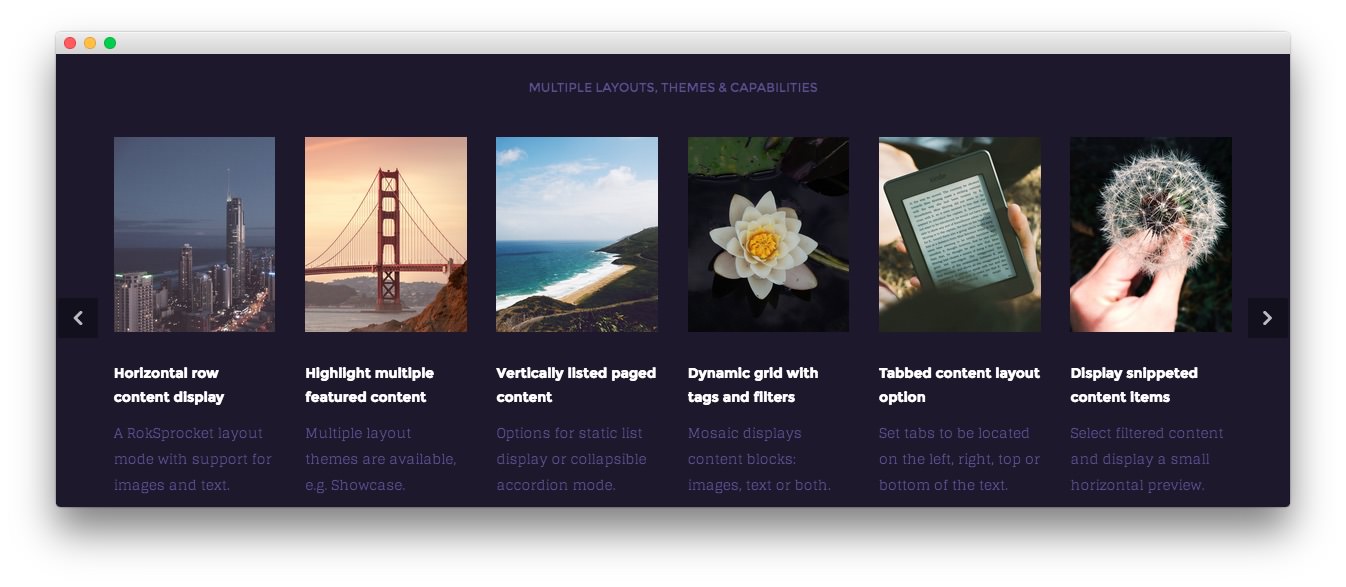 MULTIPLE LAYOUTS, THEMES & CAPABILITIES
Horizontal row
content display
A RokSprocket layout
mode with support for
images and text.
Highlight multiple
featured content
Multiple layout
themes are available,
e.g. Showcase.
Vertically listed paged
content
Options for static list
display or collapsible
accordion mode.
Dynamic grid with
tags and filters
Mosaic displays
content blocks:
images, text or both.
Tabbed content layout
option
Set tabs to be located
on the left, right, top or
bottom of the text.
Display snippeted
content items
Select filtered content
and display a small
horizontal preview.